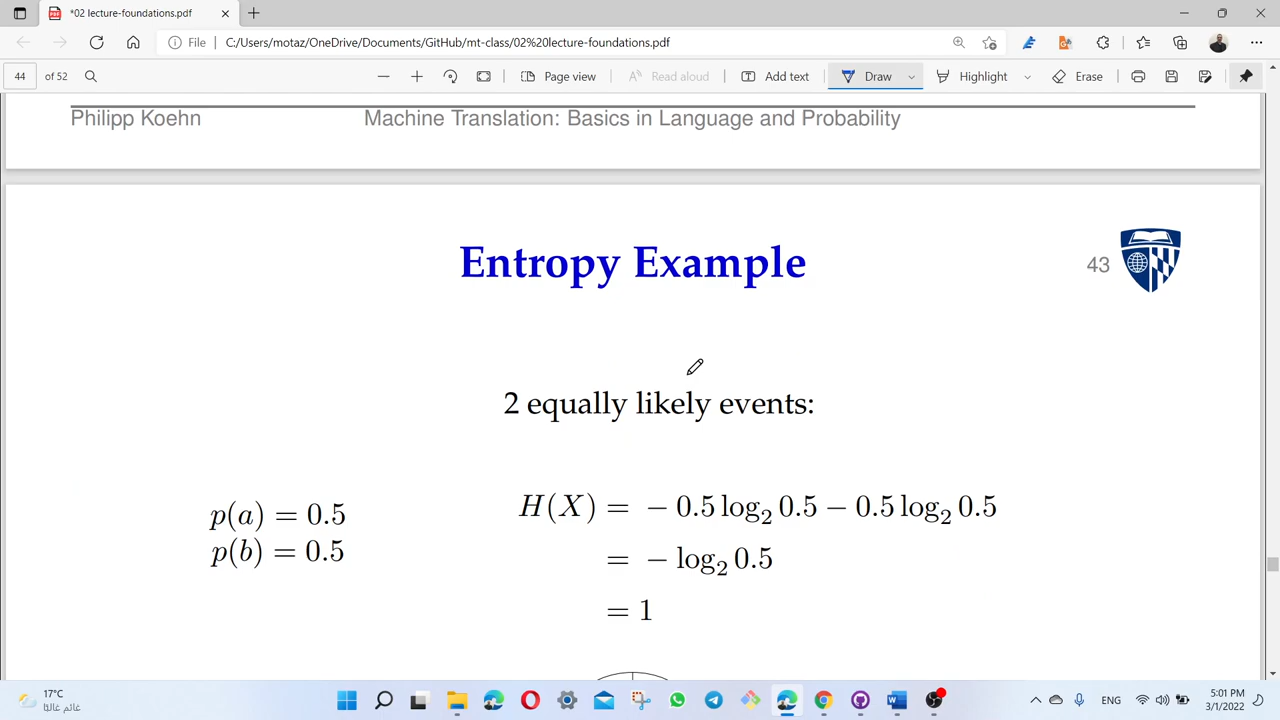 *02 lecture-foundations.pdf
File C:/Users/motaz/OneDrive/Documents/GitHub/mt-class/02%20lecture-foundations.pdf
44 of 52 Page view Read aloud Add text Draw Highlight Erase
Philipp Koehn Machine Translation: Basics in Language and Probability
Entropy Example
43
2 equally likely events:
p(a) = 0.5
p(b) = 0.5
H(X) = − 0.5 log₂ 0.5 − 0.5 log₂ 0.5
= − log₂ 0.5
= 1
17°C
غائم غالبًا
ENG
5:01 PM
3/1/2022